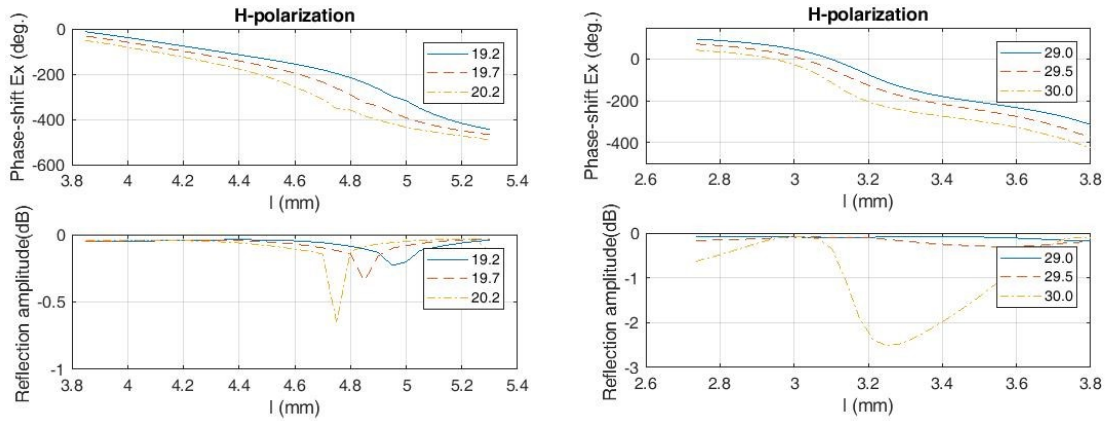 H-polarization
Phase-shift Ex (deg.)
0
-200
-400
-600
19.2
19.7
20.2
3.8 4 4.2 4.4 4.6 4.8 5 5.2 5.4
l (mm)
Reflection amplitude(dB)
0
-0.5
-1
19.2
19.7
20.2
3.8 4 4.2 4.4 4.6 4.8 5 5.2 5.4
l (mm)
H-polarization
Phase-shift Ex (deg.)
0
-200
-400
29.0
29.5
30.0
2.6 2.8 3 3.2 3.4 3.6 3.8
l (mm)
Reflection amplitude(dB)
0
-1
-2
-3
29.0
29.5
30.0
2.6 2.8 3 3.2 3.4 3.6 3.8
l (mm)